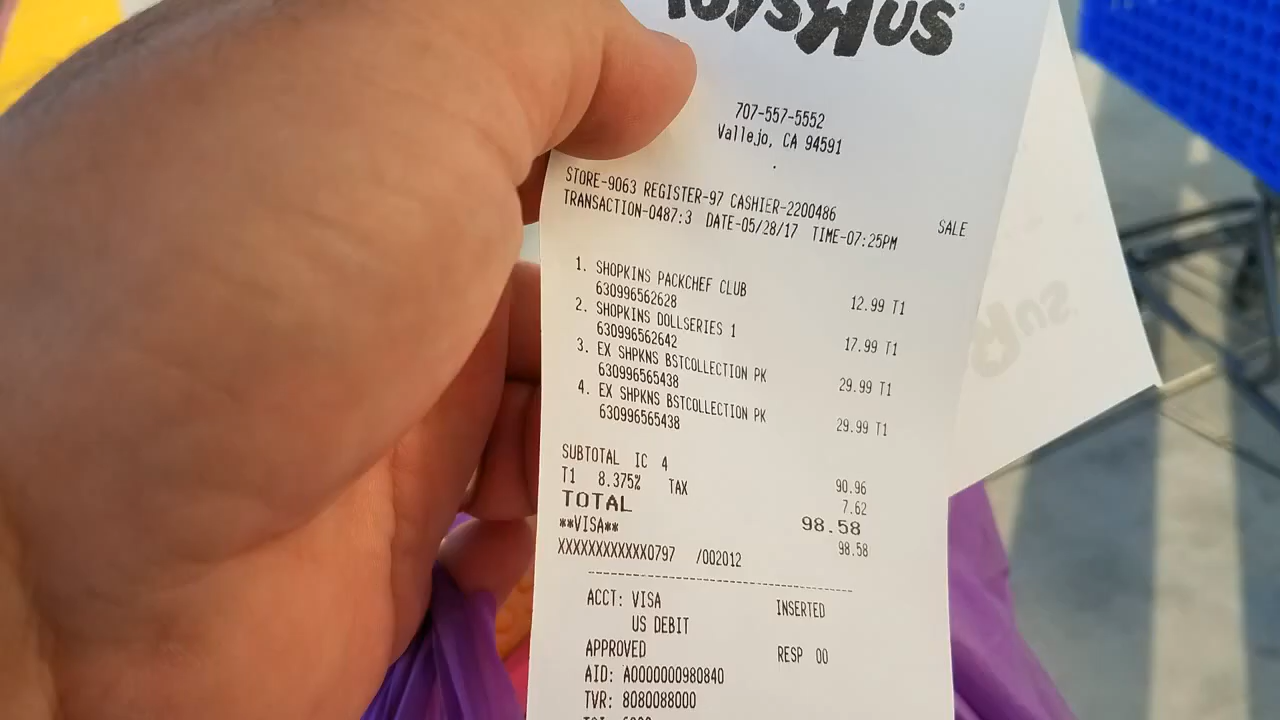 ToysЯUs
707-557-5552
Vallejo, CA 94591
.
STORE-9063 REGISTER-97 CASHIER-2200486
TRANSACTION-0487:3 DATE-05/28/17 TIME-07:25PM SALE
1. SHOPKINS PACKCHEF CLUB 12.99 T1
630996562628
2. SHOPKINS DOLLSERIES 1 17.99 T1
630996562642
3. EX SHPKNS BSTCOLLECTION PK 29.99 T1
630996565438
4. EX SHPKNS BSTCOLLECTION PK 29.99 T1
630996565438
SUBTOTAL IC 4 90.96
T1 8.375% TAX 7.62
TOTAL 98.58
**VISA** 98.58
XXXXXXXXXXXX0797 /002012
ACCT: VISA INSERTED
US DEBIT
APPROVED RESP 00
AID: A0000000980840
TVR: 8080088000